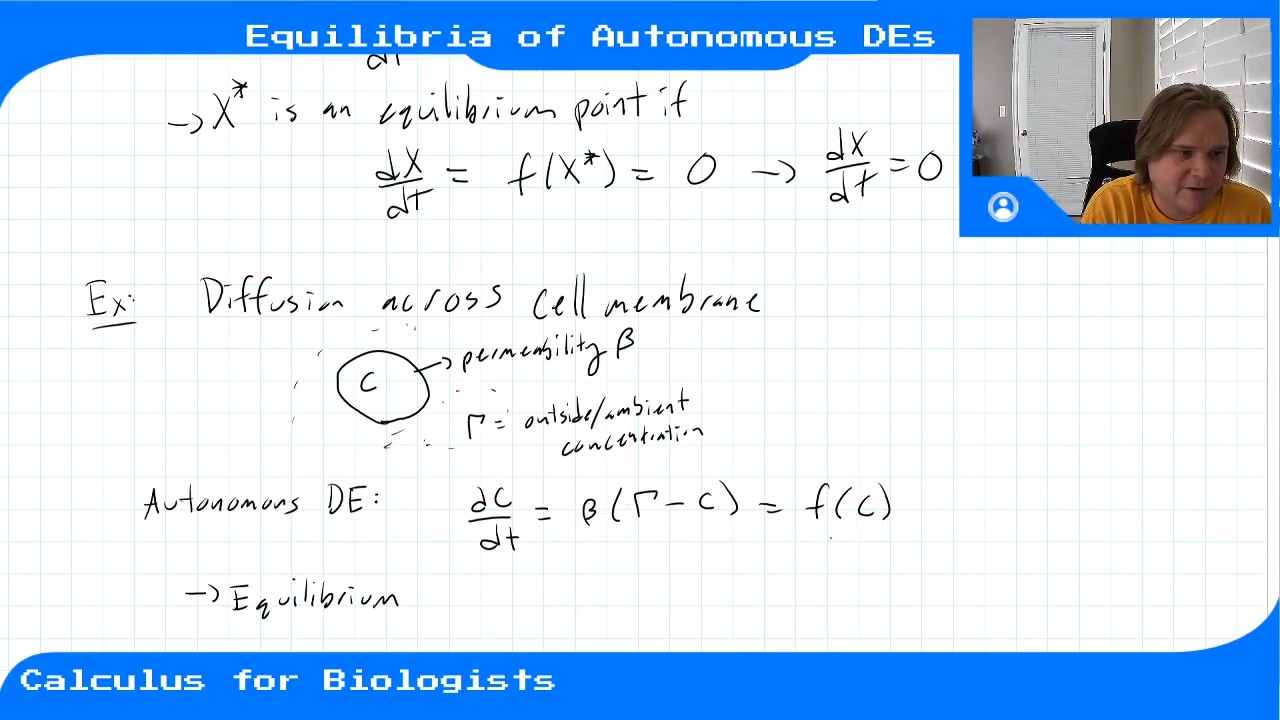 Equilibria of Autonomous DEs
dt
→ X* is an equilibrium point if
dX/dt = f(X*) = 0 → dX/dt = 0
Ex: Diffusion across cell membrane
C → permeability β
Γ = outside/ambient
concentration
Autonomous DE: dC/dt = β(Γ - C) = f(C)
→ Equilibrium
Calculus for Biologists